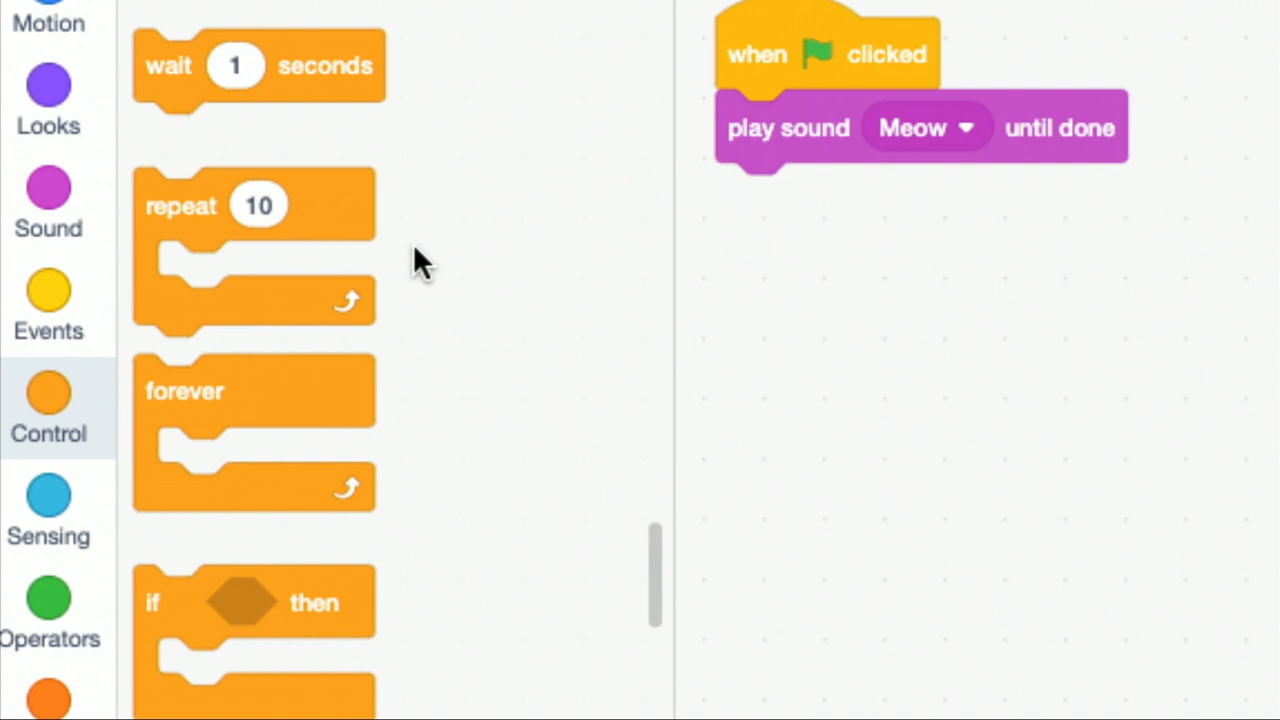 Motion
Looks
Sound
Events
Control
Sensing
Operators
wait 1 seconds
repeat 10
forever
if then
when clicked
play sound Meow until done